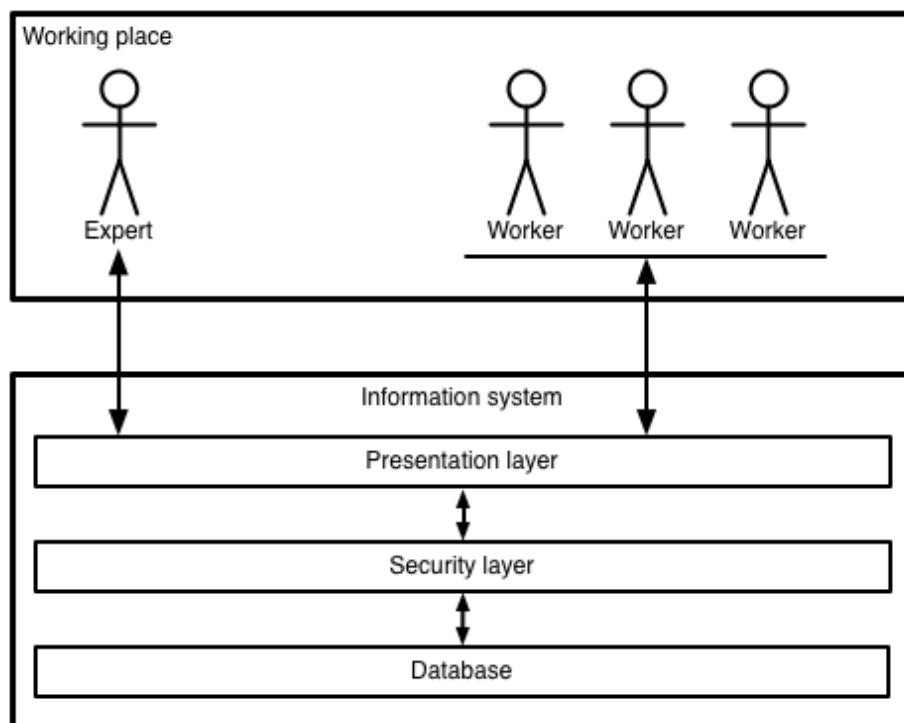 Working place
Expert
Worker Worker Worker
Information system
Presentation layer
Security layer
Database